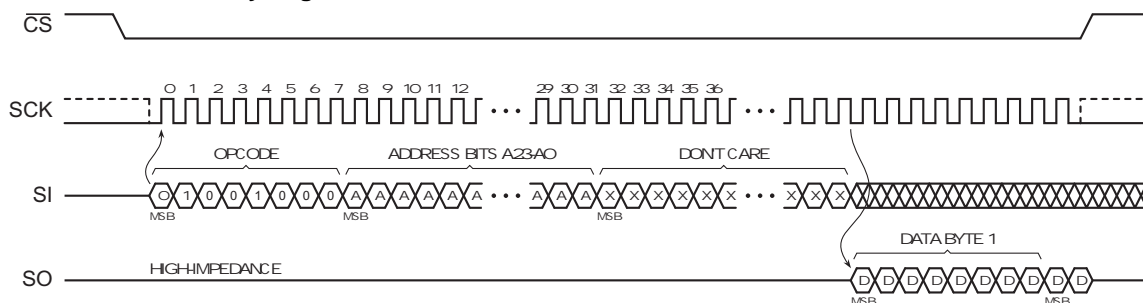 CS
SCK
0 1 2 3 4 5 6 7 8 9 10 11 12 ••• 29 30 31 32 33 34 35 36 •••
OPCODE ADDRESS BITS A23-A0 DON'T CARE
SI
0 1 0 0 1 0 0 0 A A A A A A ••• A A A X X X X X X ••• X X X
MSB MSB MSB
DATA BYTE 1
SO
HIGH-IMPEDANCE
D D D D D D D D D D
MSB MSB